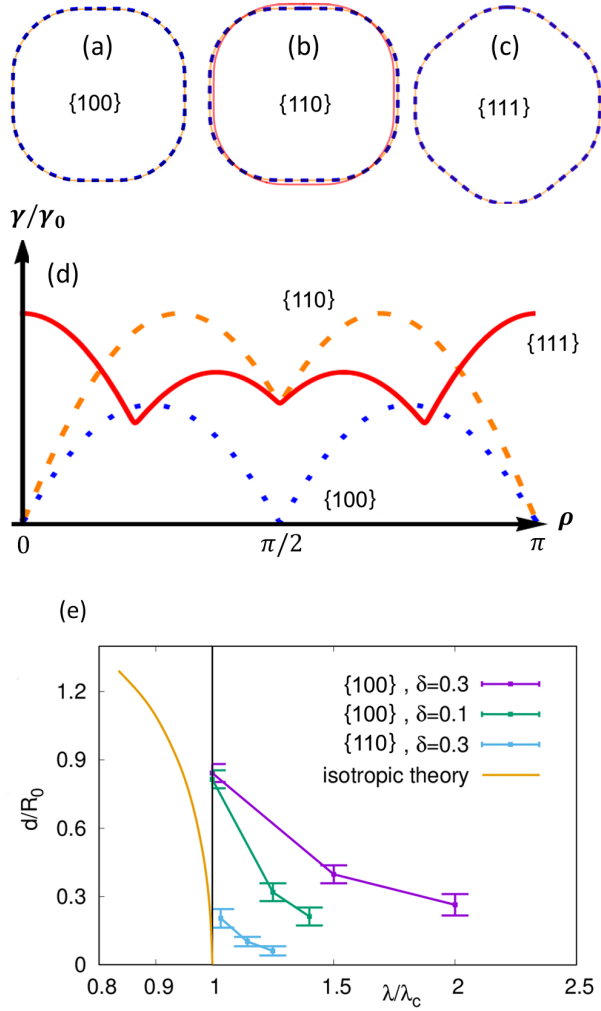 (a) (b) (c)
{100} {110} {111}
γ/γ₀
(d)
{110}
{111}
{100}
ρ
0 π/2 π
(e)
1.2
0.9
0.6
0.3
0
d/R₀
{100} , δ=0.3
{100} , δ=0.1
{110} , δ=0.3
isotropic theory
0.8 0.9 1 1.5 2 2.5
λ/λ_c